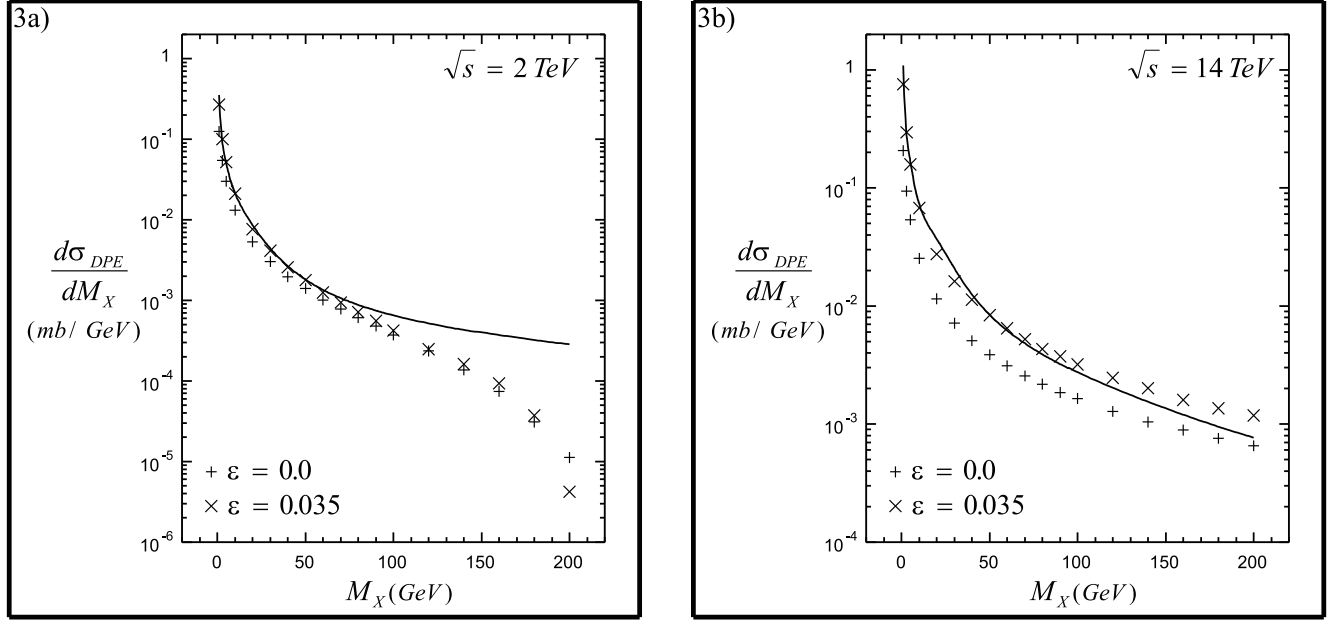 3a)
√s = 2 TeV
1
10⁻¹
10⁻²
10⁻³
10⁻⁴
10⁻⁵
10⁻⁶
dσ_DPE
dM_X
(mb/ GeV)
+ ε = 0.0
× ε = 0.035
0 50 100 150 200
M_X (GeV)
3b)
√s = 14 TeV
1
10⁻¹
10⁻²
10⁻³
10⁻⁴
dσ_DPE
dM_X
(mb/ GeV)
+ ε = 0.0
× ε = 0.035
0 50 100 150 200
M_X (GeV)